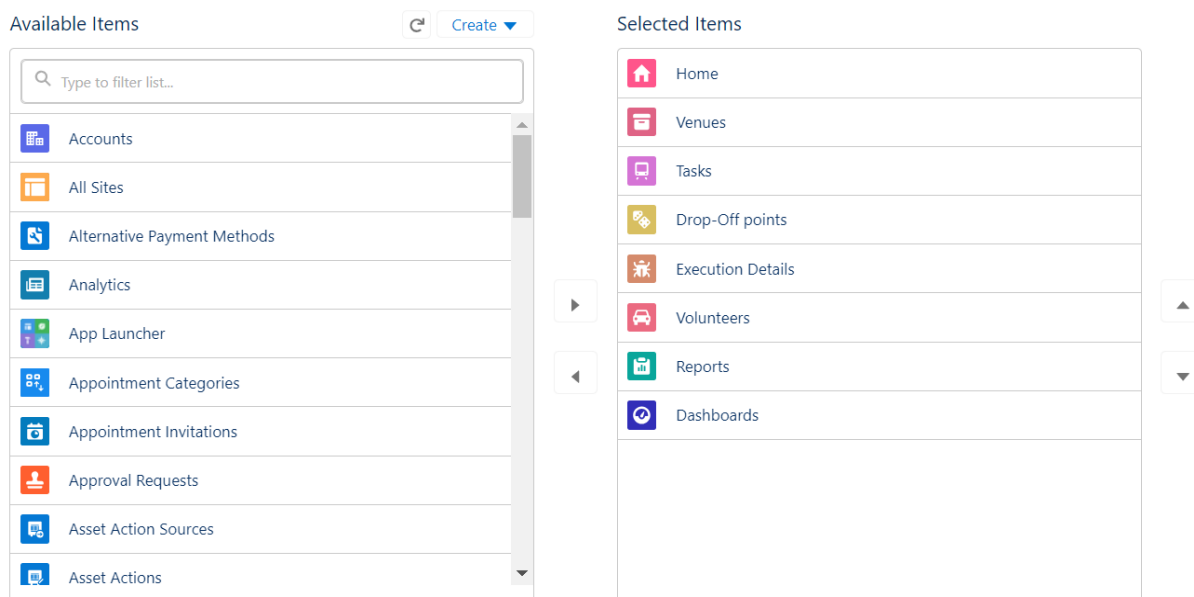 Available Items
Create
Type to filter list...
Accounts
All Sites
Alternative Payment Methods
Analytics
App Launcher
Appointment Categories
Appointment Invitations
Approval Requests
Asset Action Sources
Asset Actions
Selected Items
Home
Venues
Tasks
Drop-Off points
Execution Details
Volunteers
Reports
Dashboards